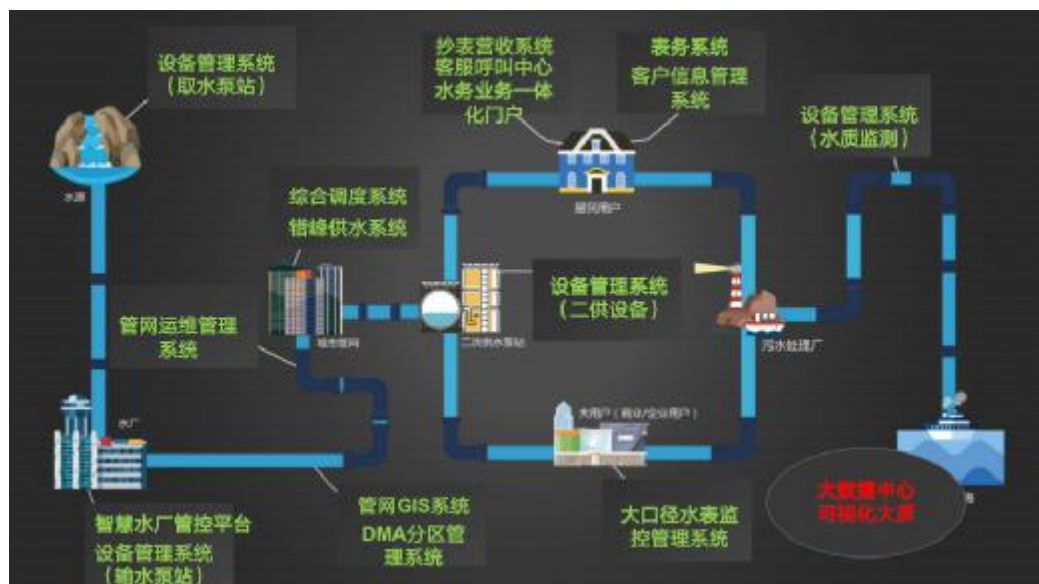 设备管理系统
（取水泵站）
抄表营收系统
客服呼叫中心
水务业务一体
化门户
表务系统
客户信息管理
系统
设备管理系统
（水质监测）
水源
居民用户
综合调度系统
错峰供水系统
设备管理系统
（二供设备）
管网运维管理
系统
城市管网
二次供水泵站
污水处理厂
水厂
大用户（商业/企业用户）
智慧水厂管控平台
设备管理系统
（输水泵站）
管网GIS系统
DMA分区管
理系统
大口径水表监
控管理系统
大数据中心
可视化大屏
海